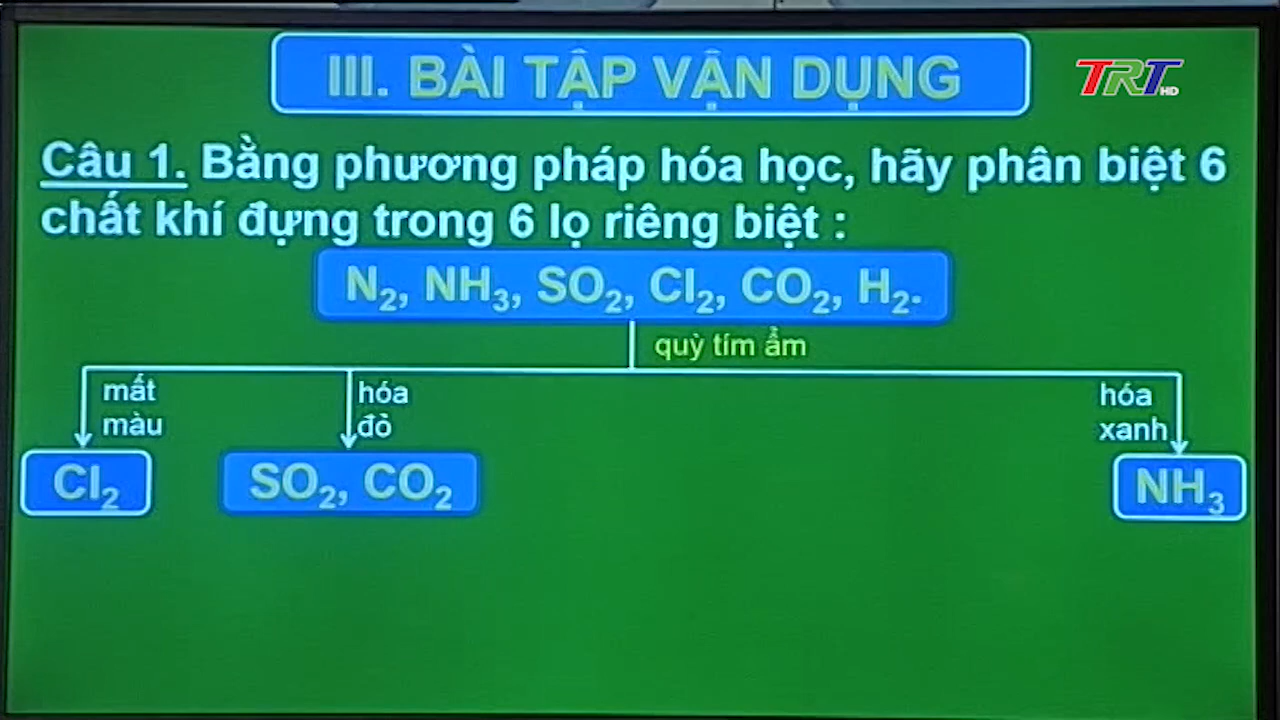 III. BÀI TẬP VẬN DỤNG
TRT HD
Câu 1. Bằng phương pháp hóa học, hãy phân biệt 6
chất khí đựng trong 6 lọ riêng biệt :
N₂, NH₃, SO₂, Cl₂, CO₂, H₂.
quỳ tím ẩm
mất
màu
hóa
đỏ
hóa
xanh
Cl₂
SO₂, CO₂
NH₃